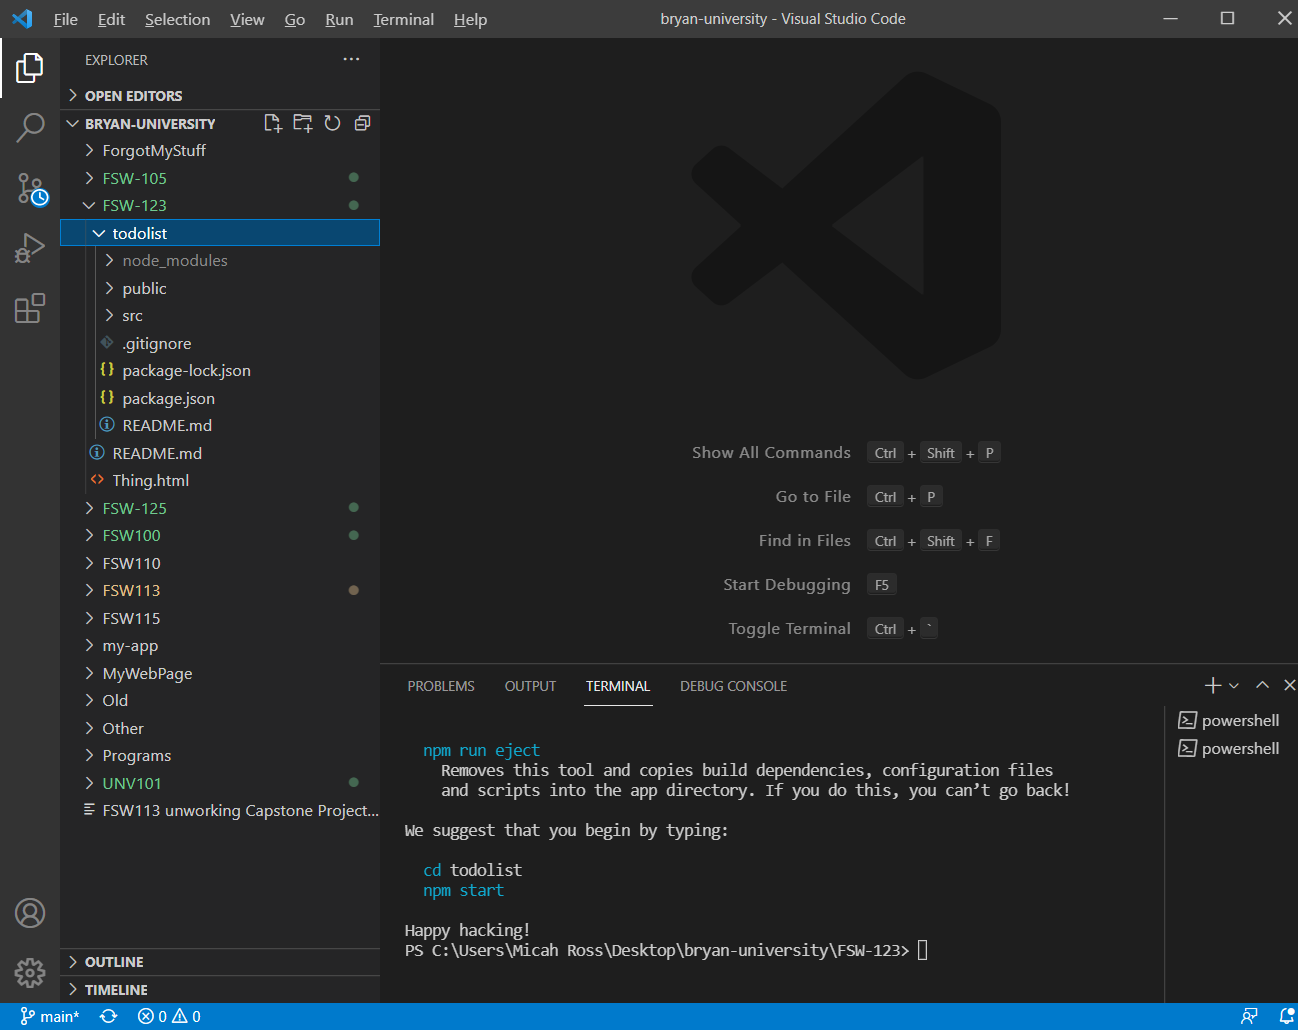 File Edit Selection View Go Run Terminal Help
bryan-university - Visual Studio Code
EXPLORER
OPEN EDITORS
BRYAN-UNIVERSITY
ForgotMyStuff
FSW-105
FSW-123
todolist
node_modules
public
src
.gitignore
{} package-lock.json
{} package.json
README.md
README.md
<> Thing.html
FSW-125
FSW100
FSW110
FSW113
FSW115
my-app
MyWebPage
Old
Other
Programs
UNV101
FSW113 unworking Capstone Project...
OUTLINE
TIMELINE
Show All Commands Ctrl + Shift + P
Go to File Ctrl + P
Find in Files Ctrl + Shift + F
Start Debugging F5
Toggle Terminal Ctrl + `
PROBLEMS OUTPUT TERMINAL DEBUG CONSOLE
npm run eject
Removes this tool and copies build dependencies, configuration files
and scripts into the app directory. If you do this, you can’t go back!
We suggest that you begin by typing:
cd todolist
npm start
Happy hacking!
PS C:\Users\Micah Ross\Desktop\bryan-university\FSW-123>
powershell
powershell
main* 0 0